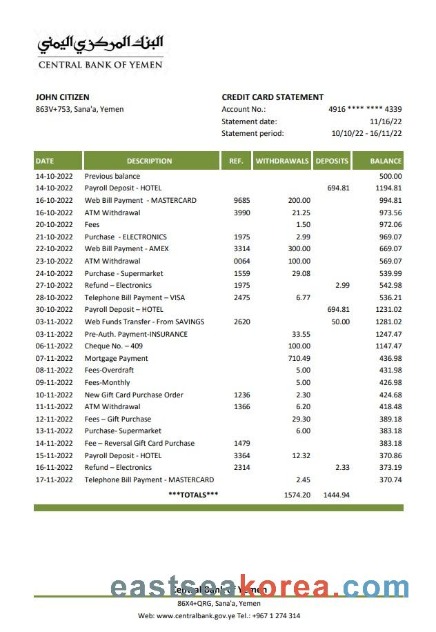 البنك المركزي اليمني
CENTRAL BANK OF YEMEN
JOHN CITIZEN
863V+753, Sana'a, Yemen
CREDIT CARD STATEMENT
Account No.: 4916 **** **** 4339
Statement date: 11/16/22
Statement period: 10/10/22 - 16/11/22
DATE DESCRIPTION REF. WITHDRAWALS DEPOSITS BALANCE
14-10-2022 Previous balance 500.00
14-10-2022 Payroll Deposit - HOTEL 694.81 1194.81
16-10-2022 Web Bill Payment - MASTERCARD 9685 200.00 994.81
16-10-2022 ATM Withdrawal 3990 21.25 973.56
20-10-2022 Fees 1.50 972.06
21-10-2022 Purchase - ELECTRONICS 1975 2.99 969.07
22-10-2022 Web Bill Payment - AMEX 3314 300.00 669.07
23-10-2022 ATM Withdrawal 0064 100.00 569.07
24-10-2022 Purchase - Supermarket 1559 29.08 539.99
27-10-2022 Refund – Electronics 1975 2.99 542.98
28-10-2022 Telephone Bill Payment – VISA 2475 6.77 536.21
30-10-2022 Payroll Deposit – HOTEL 694.81 1231.02
03-11-2022 Web Funds Transfer - From SAVINGS 2620 50.00 1281.02
03-11-2022 Pre-Auth. Payment-INSURANCE 33.55 1247.47
06-11-2022 Cheque No. – 409 100.00 1147.47
07-11-2022 Mortgage Payment 710.49 436.98
08-11-2022 Fees-Overdraft 5.00 431.98
09-11-2022 Fees-Monthly 5.00 426.98
10-11-2022 New Gift Card Purchase Order 1236 2.30 424.68
11-11-2022 ATM Withdrawal 1366 6.20 418.48
12-11-2022 Fees – Gift Purchase 29.30 389.18
13-11-2022 Purchase- Supermarket 6.00 383.18
14-11-2022 Fee – Reversal Gift Card Purchase 1479 383.18
15-11-2022 Payroll Deposit - HOTEL 3364 12.32 370.86
16-11-2022 Refund – Electronics 2314 2.33 373.19
17-11-2022 Telephone Bill Payment - MASTERCARD 2.45 370.74
***TOTALS*** 1574.20 1444.94
eastseakorea.com
Central Bank of Yemen
86X4+QRG, Sana'a, Yemen
Web: www.centralbank.gov.ye Tel.: +967 1 274 314